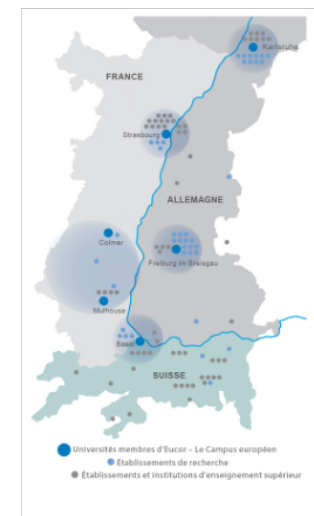 Karlsruhe
FRANCE
Strasbourg
ALLEMAGNE
Colmar
Freiburg im Breisgau
Mulhouse
Basel
SUISSE
Universités membres d'Eucor – Le Campus européen
Établissements de recherche
Établissements et institutions d'enseignement supérieur